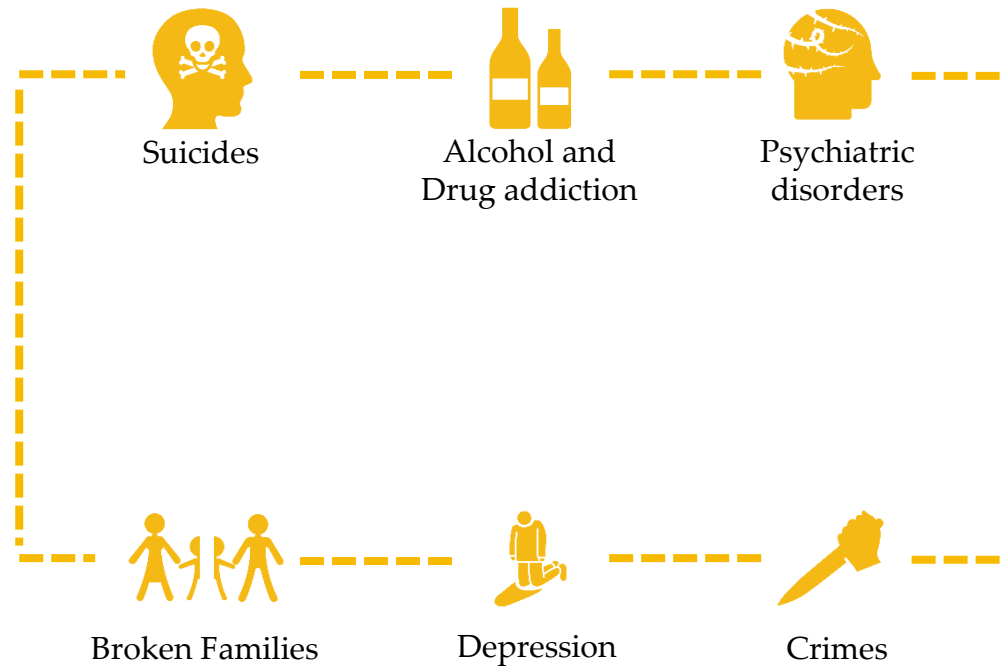 Suicides
Alcohol and
Drug addiction
Psychiatric
disorders
Broken Families
Depression
Crimes